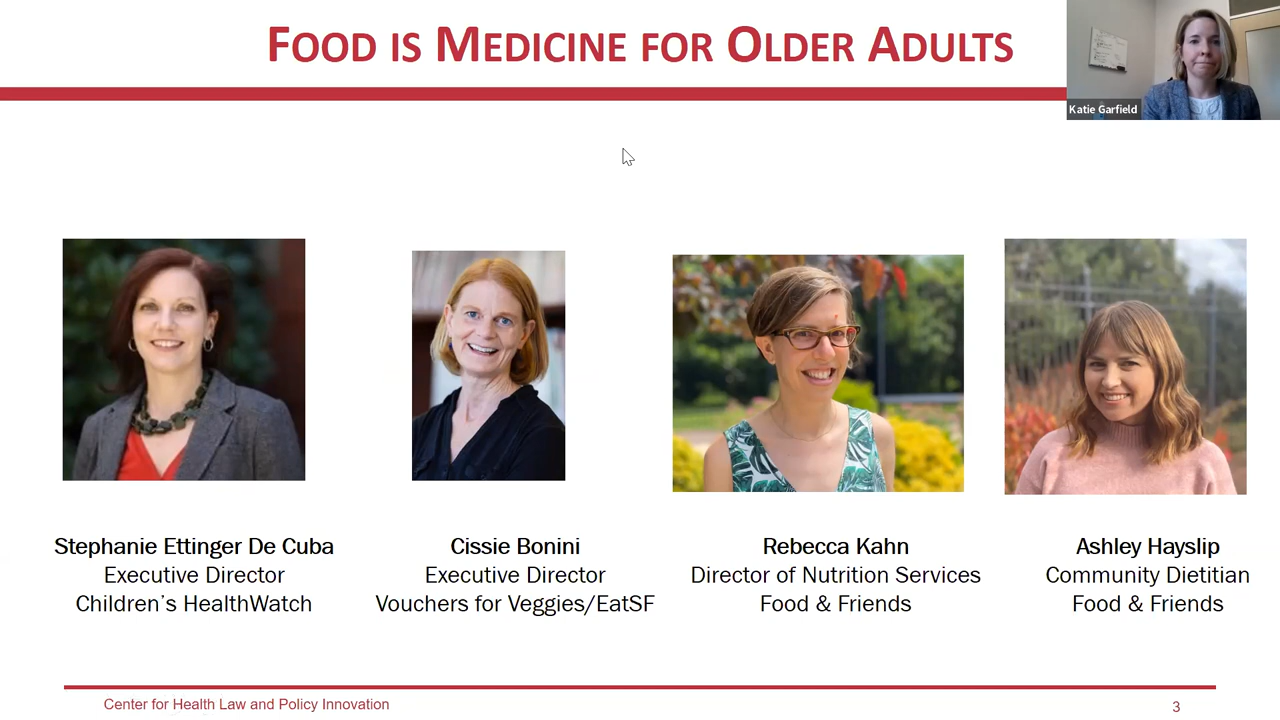 FOOD IS MEDICINE FOR OLDER ADULTS
Katie Garfield
Stephanie Ettinger De Cuba
Executive Director
Children's HealthWatch
Cissie Bonini
Executive Director
Vouchers for Veggies/EatSF
Rebecca Kahn
Director of Nutrition Services
Food & Friends
Ashley Hayslip
Community Dietitian
Food & Friends
Center for Health Law and Policy Innovation
3